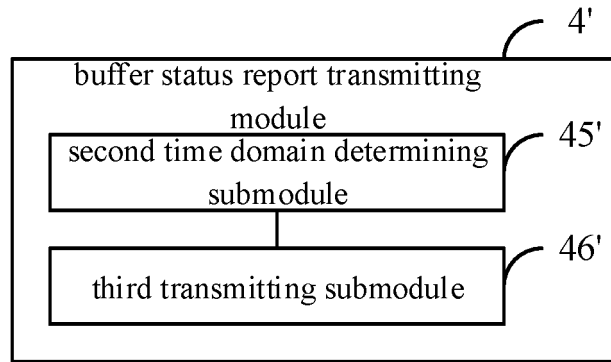 4'
buffer status report transmitting
module
second time domain determining
submodule
45'
third transmitting submodule
46'